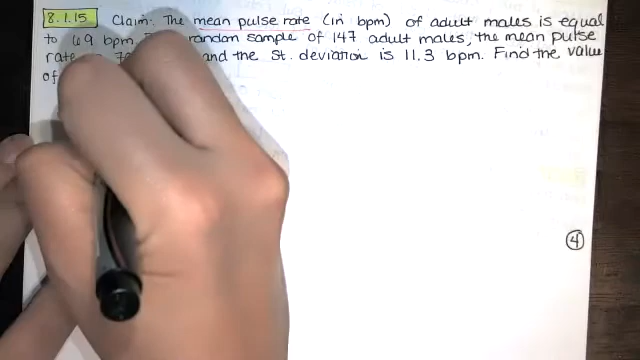 8.1.15 Claim: The mean pulse rate (in bpm) of adult males is equal
to 69 bpm. random sample of 147 adult males, the mean pulse
rate and the st. deviation is 11.3 bpm. Find the value
of
4